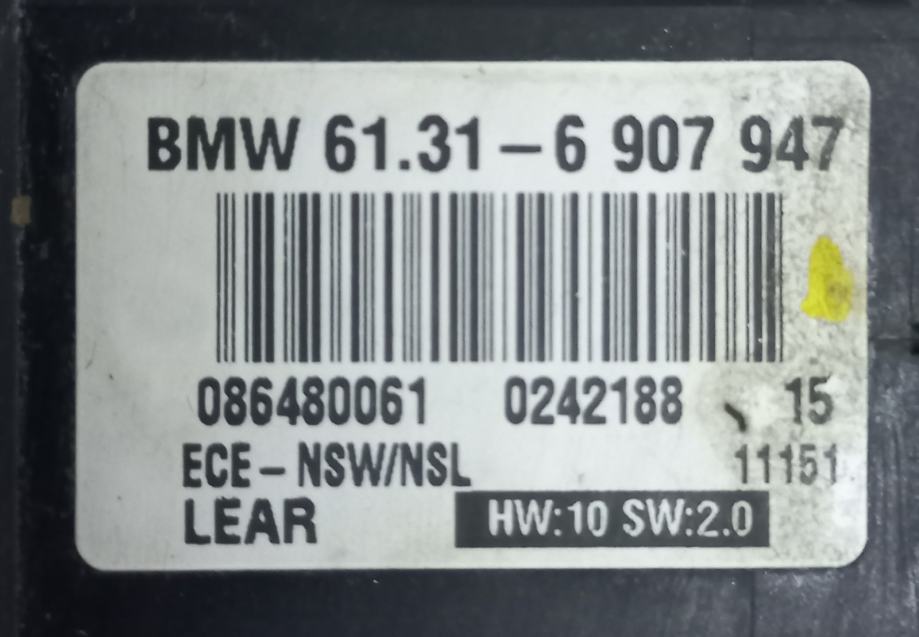 BMW 61.31 – 6 907 947
086480061 0242188 15
ECE – NSW/NSL 11151
LEAR HW:10 SW:2.0